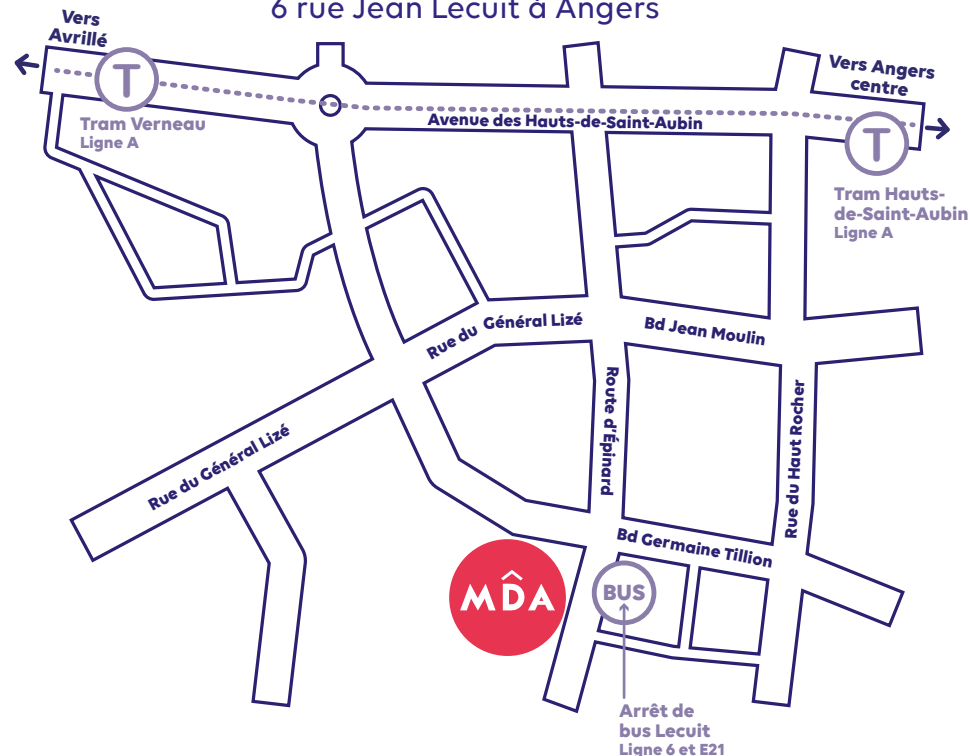 6 rue Jean Lecuit à Angers
Vers
Avrillé
T
Tram Verneau
Ligne A
Vers Angers
centre
Avenue des Hauts-de-Saint-Aubin
T
Tram Hauts-
de-Saint-Aubin
Ligne A
Rue du Général Lizé
Bd Jean Moulin
Route d'Épinard
Rue du Haut Rocher
Rue du Général Lizé
Bd Germaine Tillion
MDA
BUS
Arrêt de
bus Lecuit
Ligne 6 et E21